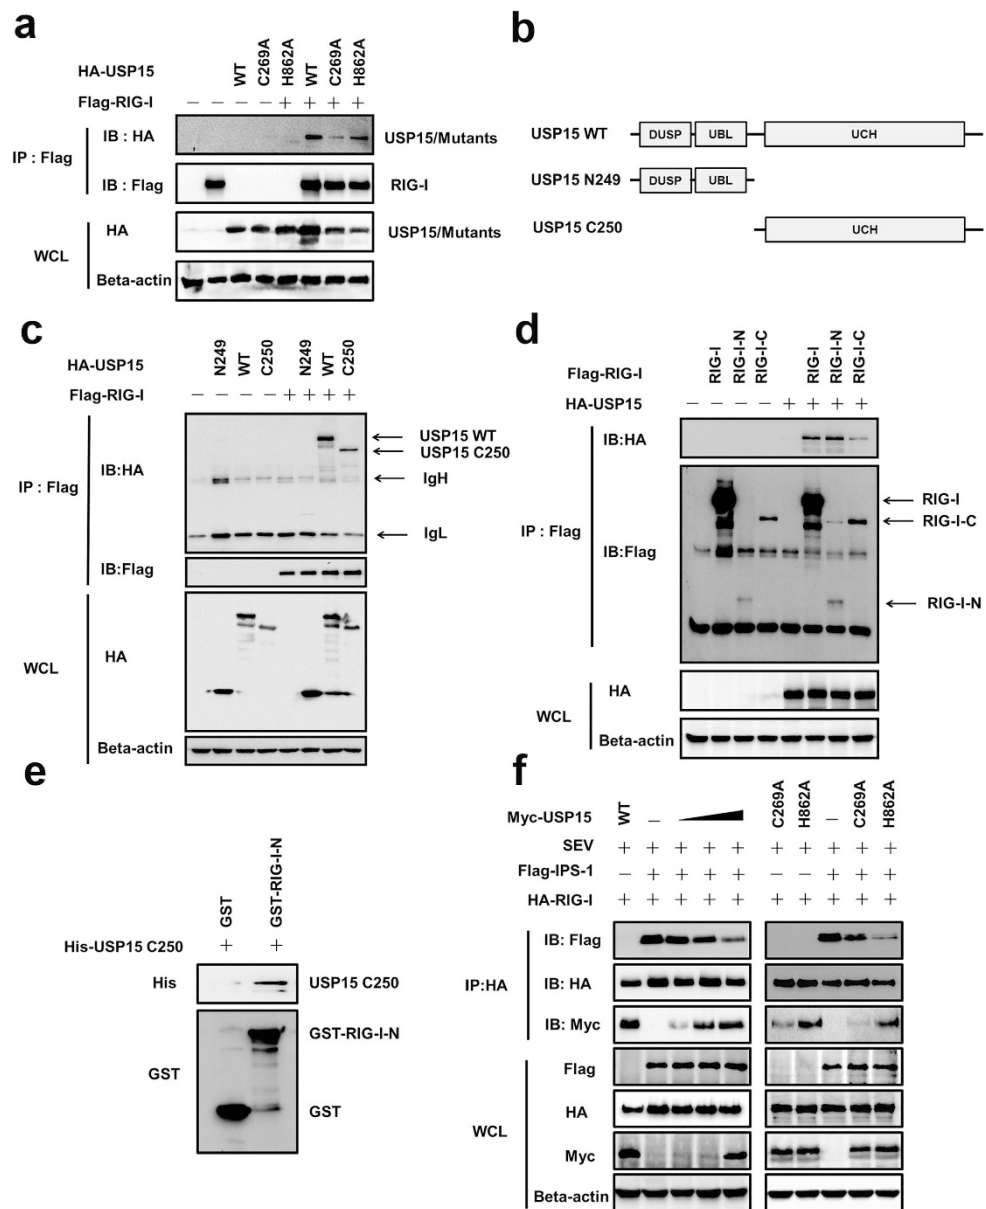 a
HA-USP15 WT C269A H862A WT C269A H862A
Flag-RIG-I – – – – + + + +
IP : Flag
IB : HA USP15/Mutants
IB : Flag RIG-I
WCL
HA USP15/Mutants
Beta-actin
b
USP15 WT DUSP UBL UCH
USP15 N249 DUSP UBL
USP15 C250 UCH
c
HA-USP15 N249 WT C250 N249 WT C250
Flag-RIG-I – – – – + + + +
IP : Flag
IB:HA
USP15 WT
USP15 C250
IgH
IgL
IB:Flag
WCL
HA
Beta-actin
d
Flag-RIG-I RIG-I RIG-I-N RIG-I-C RIG-I RIG-I-N RIG-I-C
HA-USP15 – – – – + + + +
IP : Flag
IB:HA
IB:Flag
RIG-I
RIG-I-C
RIG-I-N
WCL
HA
Beta-actin
e
GST GST-RIG-I-N
His-USP15 C250 + +
His USP15 C250
GST
GST-RIG-I-N
GST
f
Myc-USP15 WT – C269A H862A – C269A H862A
SEV + + + + + + + + + +
Flag-IPS-1 – + + + + – – + + +
HA-RIG-I + + + + + + + + + +
IP:HA
IB: Flag
IB: HA
IB: Myc
WCL
Flag
HA
Myc
Beta-actin